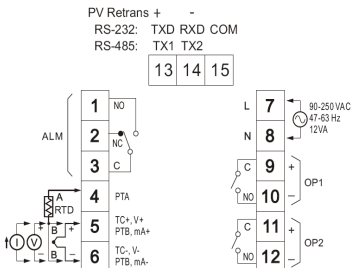 PV Retrans + -
RS-232: TXD RXD COM
RS-485: TX1 TX2
13 14 15
ALM
1 NO
2 NC
3 C
4 PTA
A
RTD
B
B
+ + +
- - -
I V
5 TC+, V+
PTB, mA+
6 TC-, V-
PTB, mA-
L 7
N 8
90-250 VAC
47-63 Hz
12VA
C 9 +
NO 10 -
OP1
C 11 +
NO 12 -
OP2